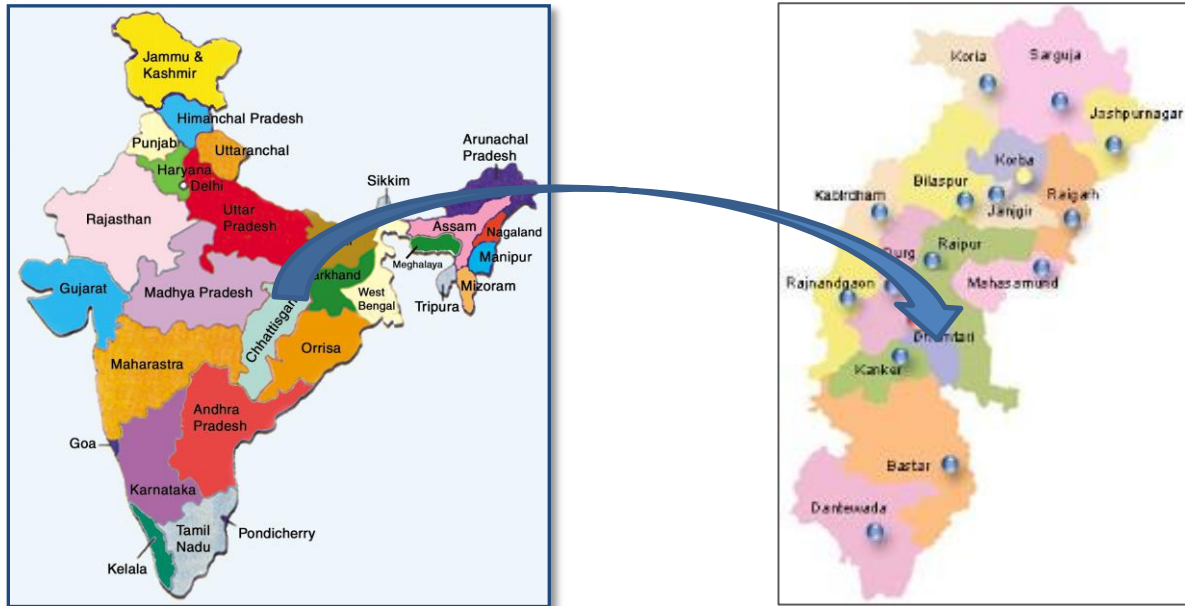 Jammu &
Kashmir
Himanchal Pradesh
Punjab
Uttaranchal
Haryana
Delhi
Arunachal
Pradesh
Sikkim
Rajasthan
Uttar
Pradesh
Assam
Nagaland
Meghalaya
Manipur
Gujarat
Madhya Pradesh
arkhand
West
Bengal
Tripura
Mizoram
Chhattisgarh
Maharastra
Orrisa
Andhra
Pradesh
Goa
Karnataka
Tamil
Nadu
Pondicherry
Kelala
Koria
Sarguja
Jashpurnagar
Korba
Bilaspur
Kabirdham
Janjgir
Raigarh
Raipur
urg
Mahasamund
Rajnandgaon
Dhamtari
Kanker
Bastar
Dantewada